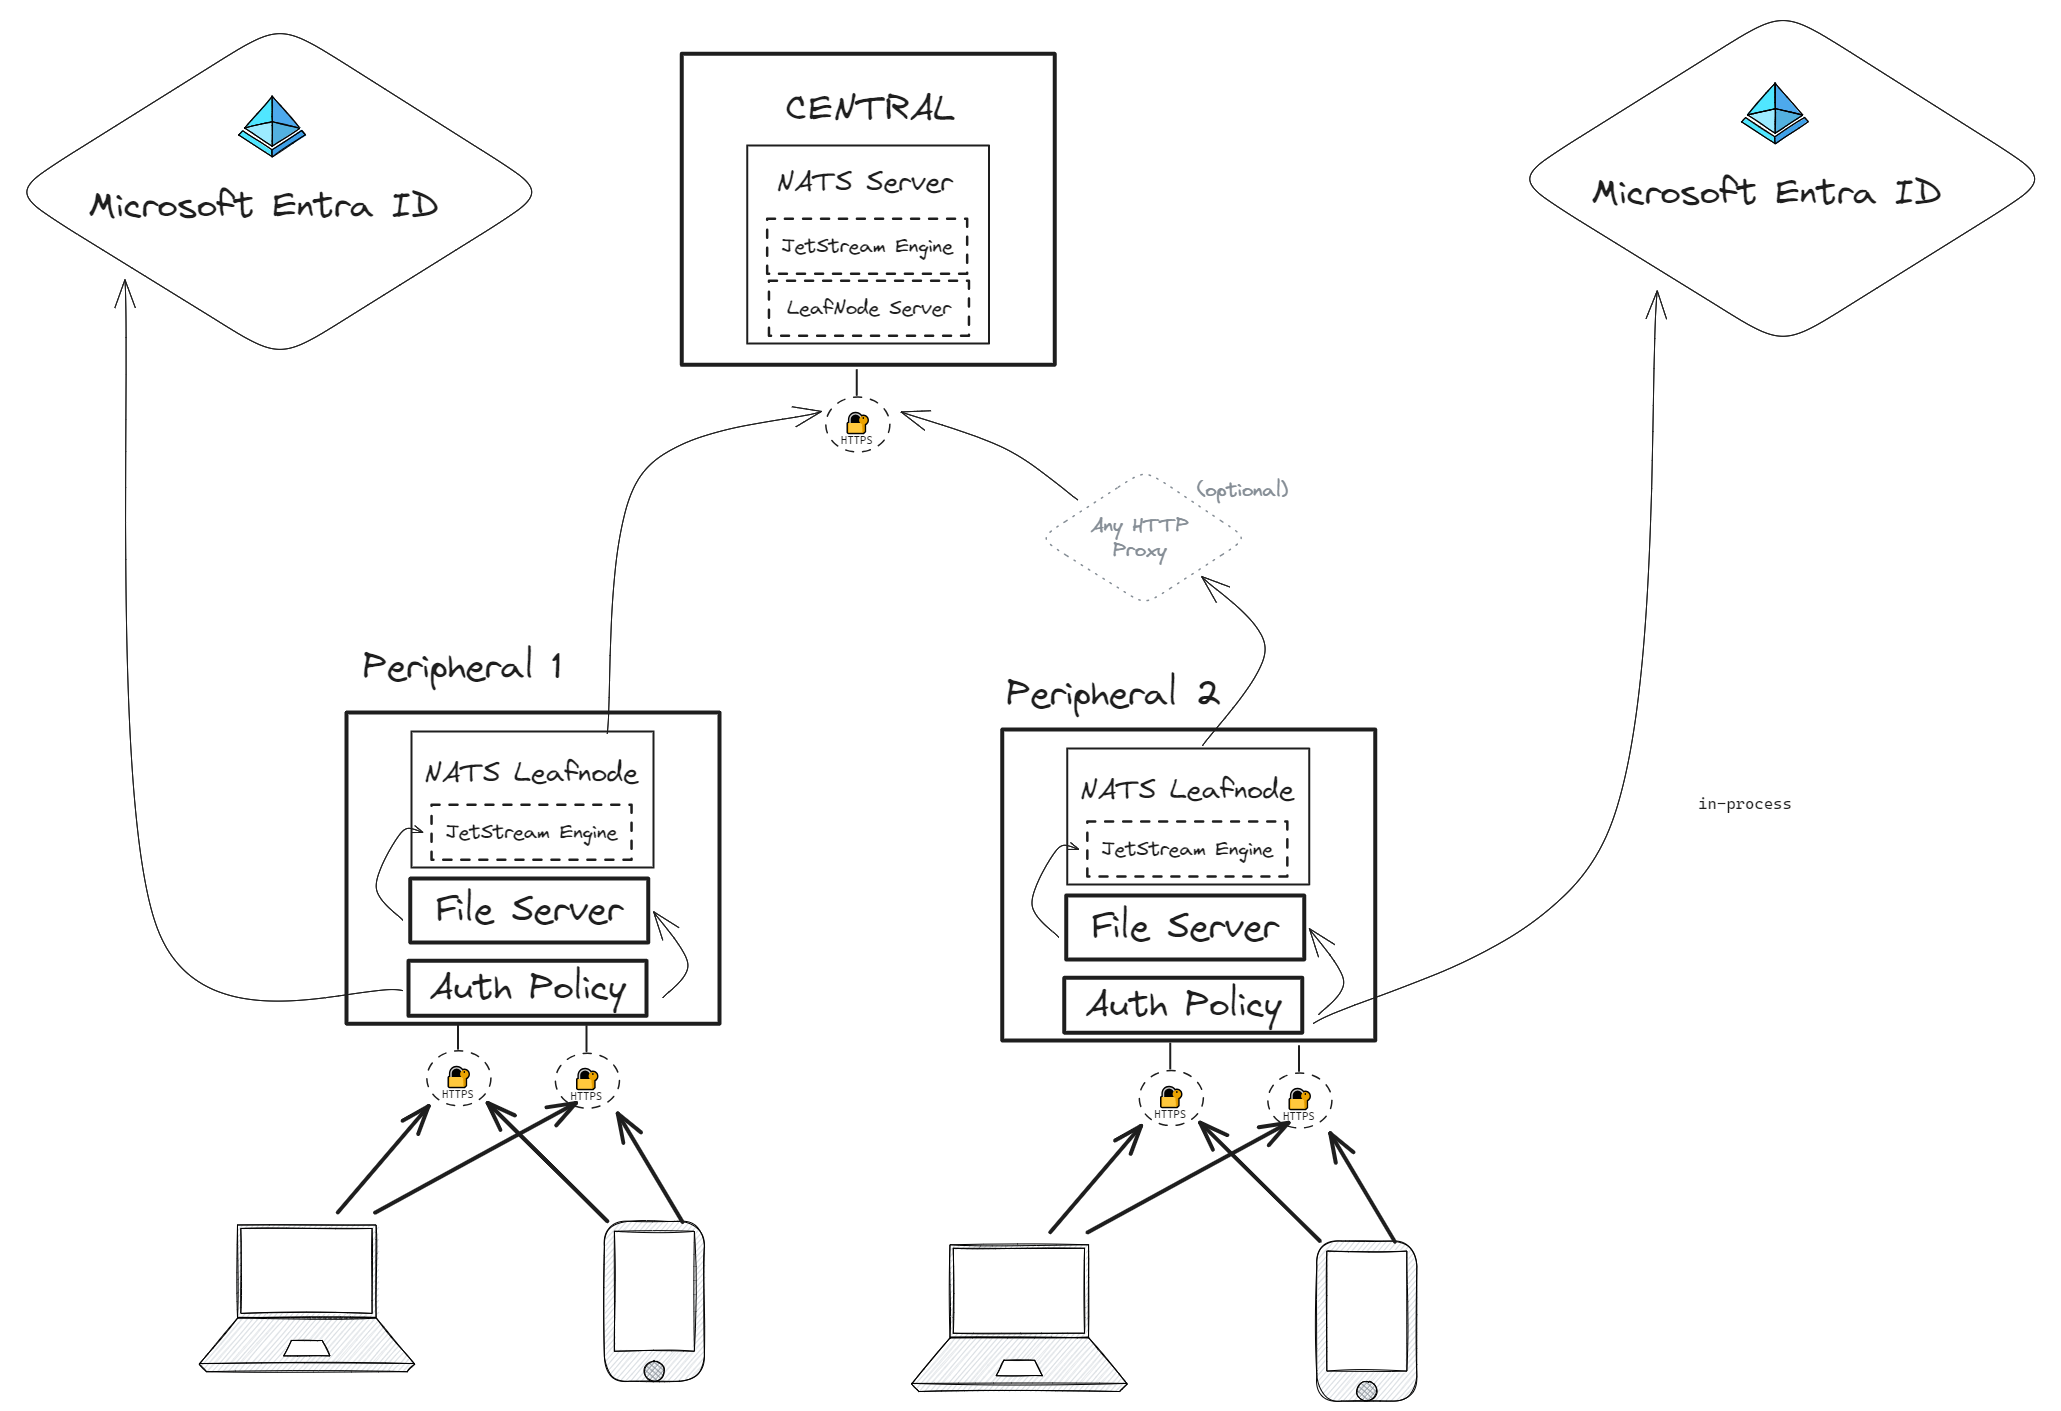 Microsoft Entra ID
CENTRAL
NATS Server
JetStream Engine
LeafNode Server
HTTPS
Microsoft Entra ID
(optional)
Any HTTP
Proxy
Peripheral 1
NATS Leafnode
JetStream Engine
File Server
Auth Policy
HTTPS
HTTPS
Peripheral 2
NATS Leafnode
JetStream Engine
File Server
Auth Policy
HTTPS
HTTPS
in-process